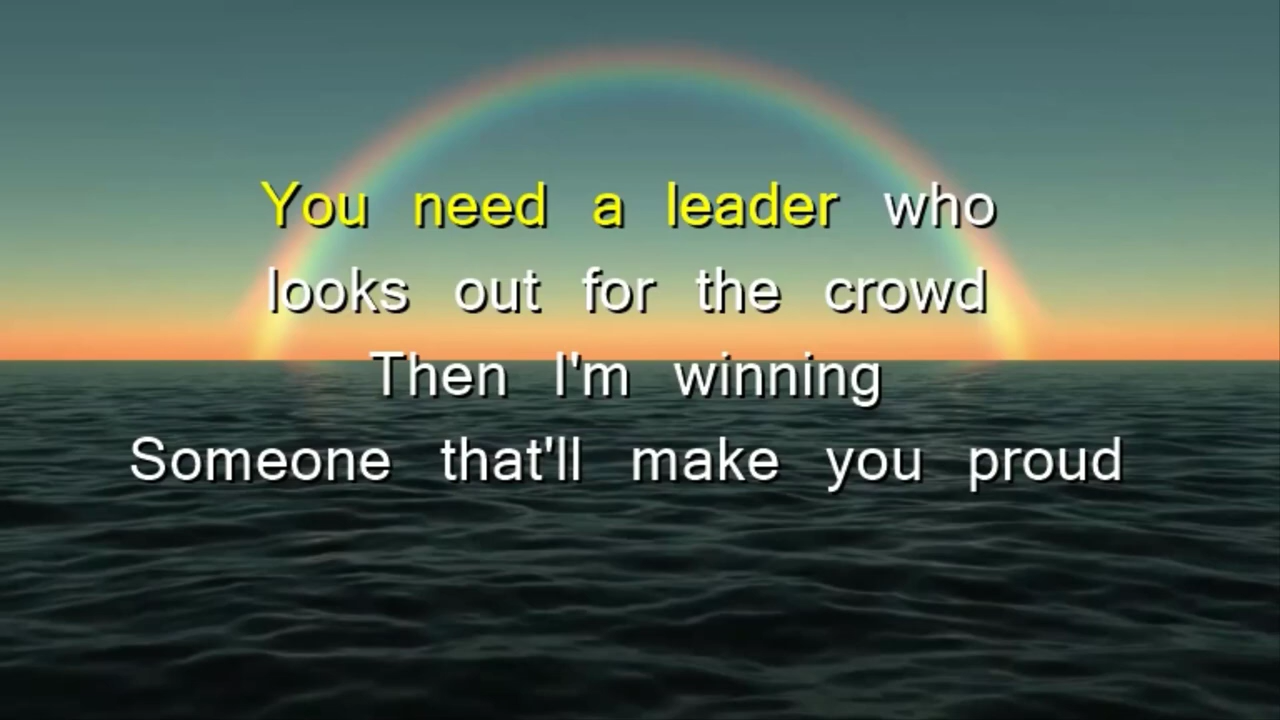 You need a leader who
looks out for the crowd
Then I'm winning
Someone that'll make you proud